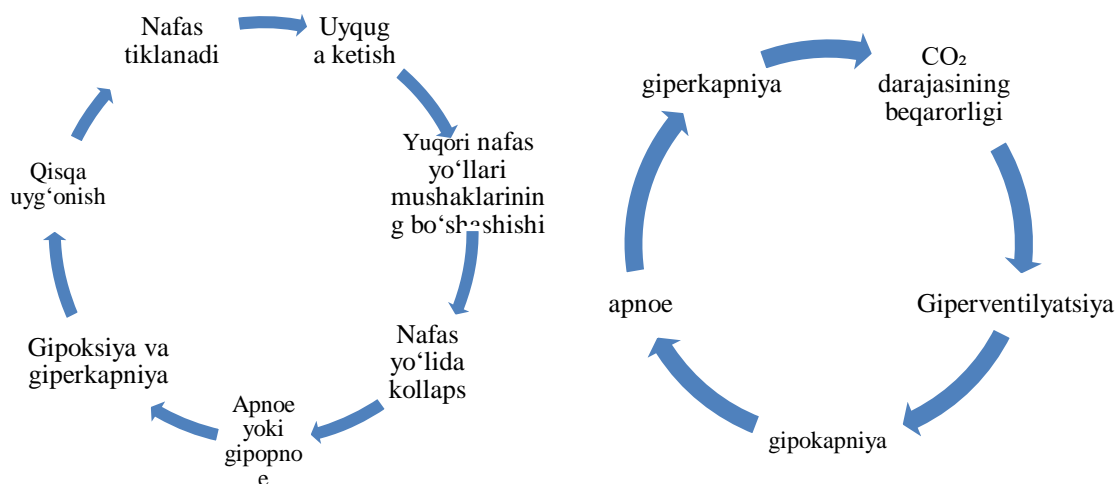 Nafas
tiklanadi
Uyqug
a ketish
Yuqori nafas
yo‘llari
mushaklarinin
g bo‘shashishi
Nafas
yo‘lida
kollaps
Apnoe
yoki
gipopno
e
Gipoksiya va
giperkapniya
Qisqa
uyg‘onish
giperkapniya
CO₂
darajasining
beqarorligi
Giperventilyatsiya
gipokapniya
apnoe